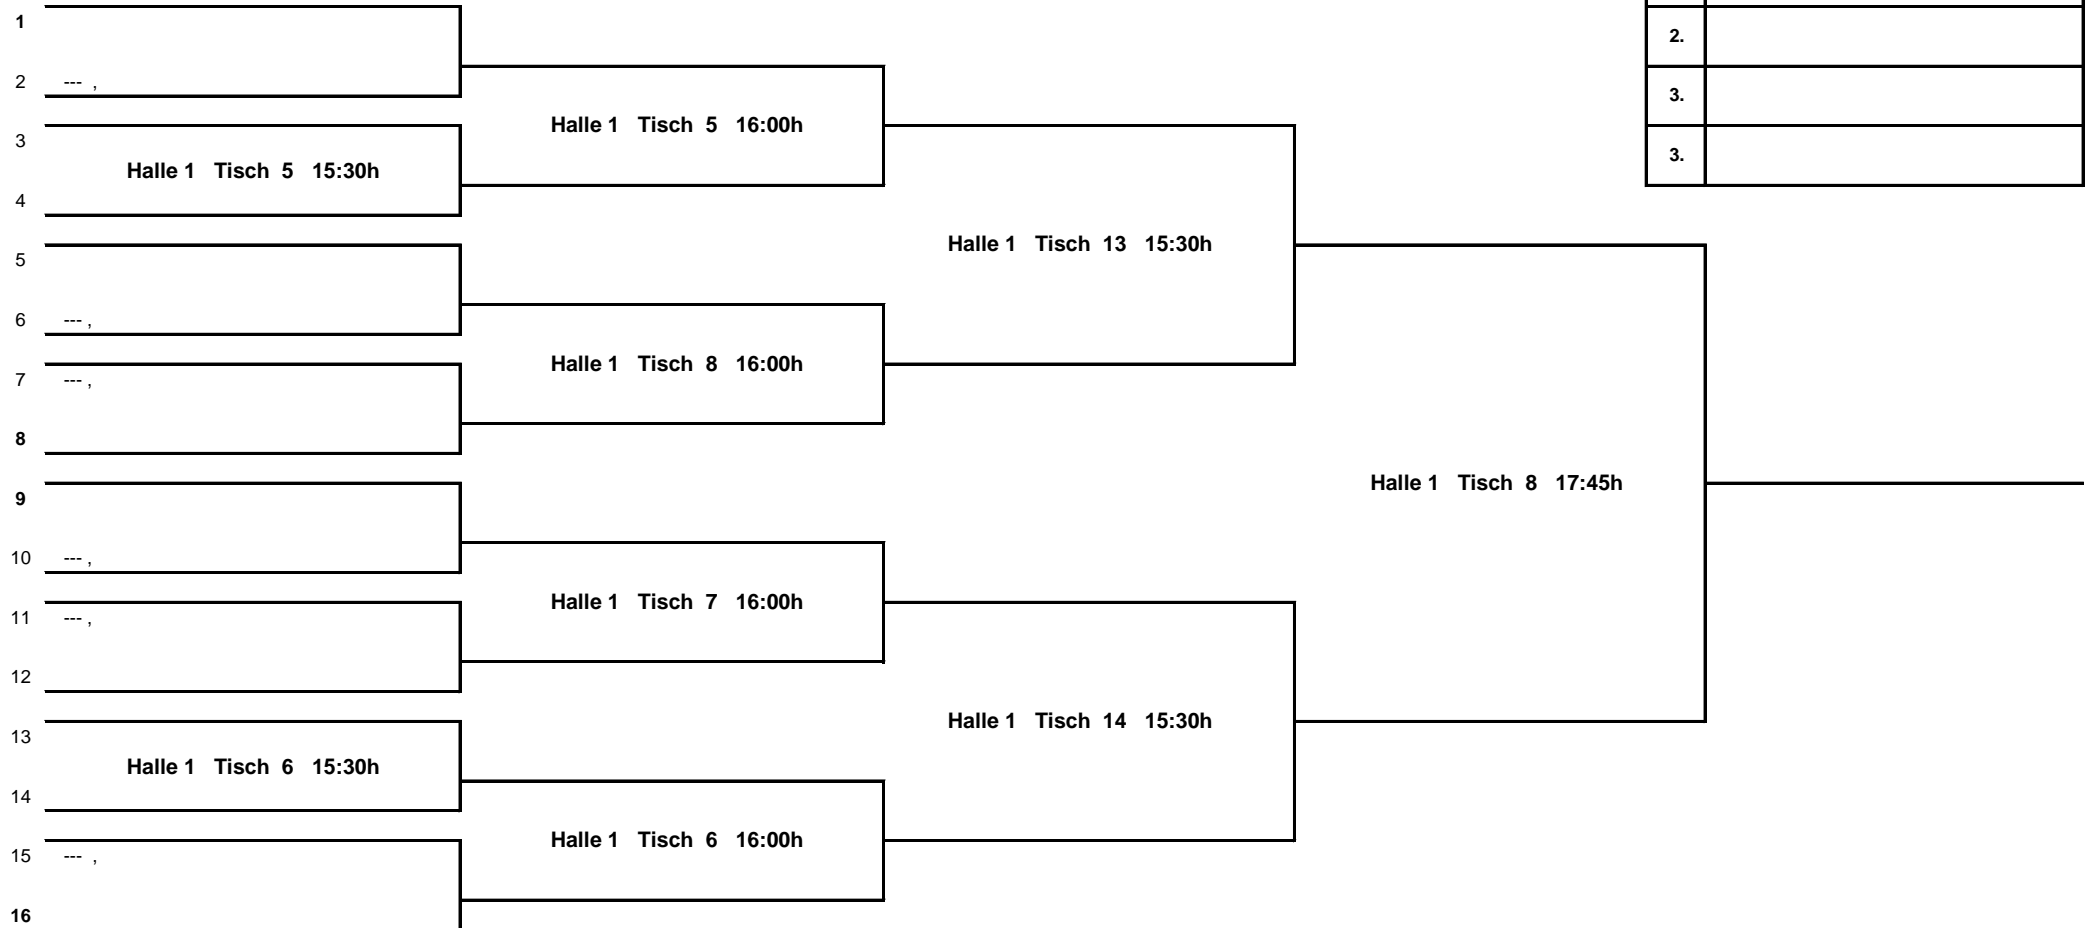 1
2.
2 --- ,
3.
Halle 1 Tisch 5 16:00h
3
3.
Halle 1 Tisch 5 15:30h
4
Halle 1 Tisch 13 15:30h
5
6 --- ,
Halle 1 Tisch 8 16:00h
7 --- ,
8
Halle 1 Tisch 8 17:45h
9
10 --- ,
Halle 1 Tisch 7 16:00h
11 --- ,
12
Halle 1 Tisch 14 15:30h
13
Halle 1 Tisch 6 15:30h
14
Halle 1 Tisch 6 16:00h
15 --- ,
16